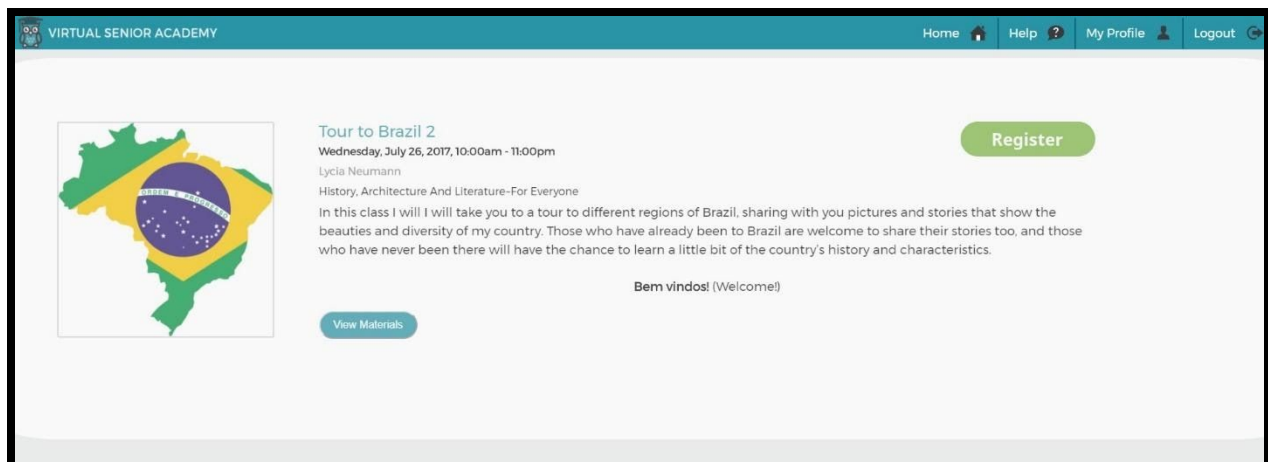 VIRTUAL SENIOR ACADEMY
Home
Help
My Profile
Logout
Tour to Brazil 2
Register
Wednesday, July 26, 2017, 10:00am - 11:00pm
Lycia Neumann
History, Architecture And Literature-For Everyone
In this class I will I will take you to a tour to different regions of Brazil, sharing with you pictures and stories that show the
beauties and diversity of my country. Those who have already been to Brazil are welcome to share their stories too, and those
who have never been there will have the chance to learn a little bit of the country's history and characteristics.
Bem vindos! (Welcome!)
View Materials
ORDEM E PROGRESSO